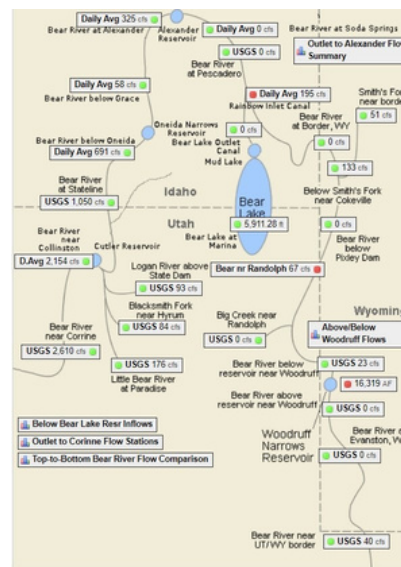 Daily Avg 325 cfs
Bear River at Alexander
Alexander
Reservoir
Daily Avg 0 cfs
Bear River at Soda Springs
USGS 0 cfs
Outlet to Alexander Flow
Summary
Bear River
at Pescadero
Daily Avg 58 cfs
Bear River below Grace
Daily Avg 195 cfs
Rainbow Inlet Canal
Smith's For
near borde
51 cfs
Oneida Narrows
Reservoir
0 cfs
Bear River
at Border, WY
Bear River below Oneida
Daily Avg 691 cfs
Bear Lake Outlet
Canal
Mud Lake
0 cfs
133 cfs
Bear River
at Stateline
USGS 1,050 cfs
Idaho
Utah
Below Smith's Fork
near Cokeville
Bear
Lake
5,911.28 ft
0 cfs
Bear River
near
Collinston
Cutler Reservoir
Bear Lake at
Marina
Bear River
below
Pixley Dam
D.Avg 2,154 cfs
Logan River above
State Dam
USGS 93 cfs
Bear nr Randolph 67 cfs
Blacksmith Fork
near Hyrum
USGS 84 cfs
Big Creek near
Randolph
USGS 0 cfs
Wyoming
Above/Below
Woodruff Flows
Bear River
near Corrine
USGS 2,610 cfs
USGS 176 cfs
Little Bear River
at Paradise
Bear River below
reservoir near Woodruff
USGS 23 cfs
16,319 AF
Bear River above
reservoir near Woodruff
USGS 0 cfs
Below Bear Lake Resr Inflows
Outlet to Corinne Flow Stations
Top-to-Bottom Bear River Flow Comparison
Woodruff
Narrows
Reservoir
Bear River
Evanston, W
USGS 0 cfs
Bear River near
UT/WY border
USGS 40 cfs